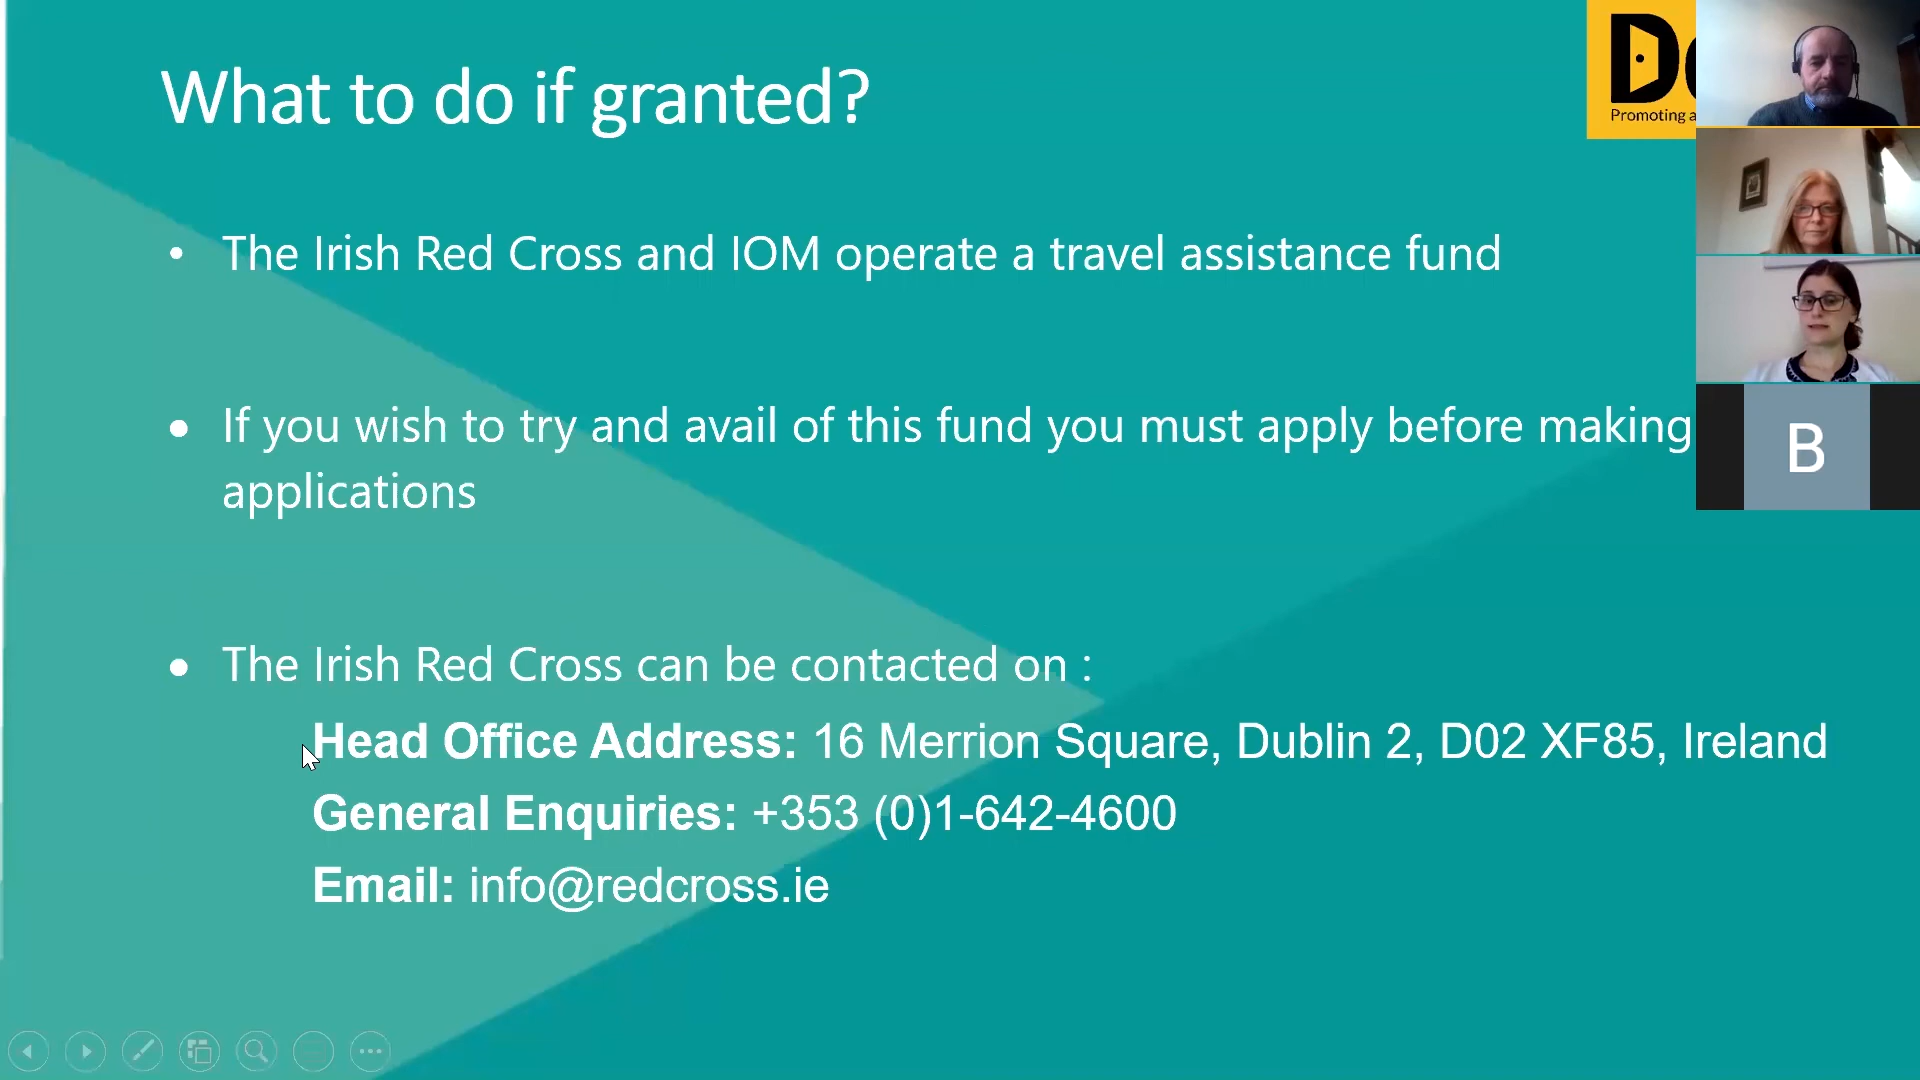 What to do if granted?
Promoting a
• The Irish Red Cross and IOM operate a travel assistance fund
• If you wish to try and avail of this fund you must apply before making
applications
B
• The Irish Red Cross can be contacted on :
Head Office Address: 16 Merrion Square, Dublin 2, D02 XF85, Ireland
General Enquiries: +353 (0)1-642-4600
Email: info@redcross.ie